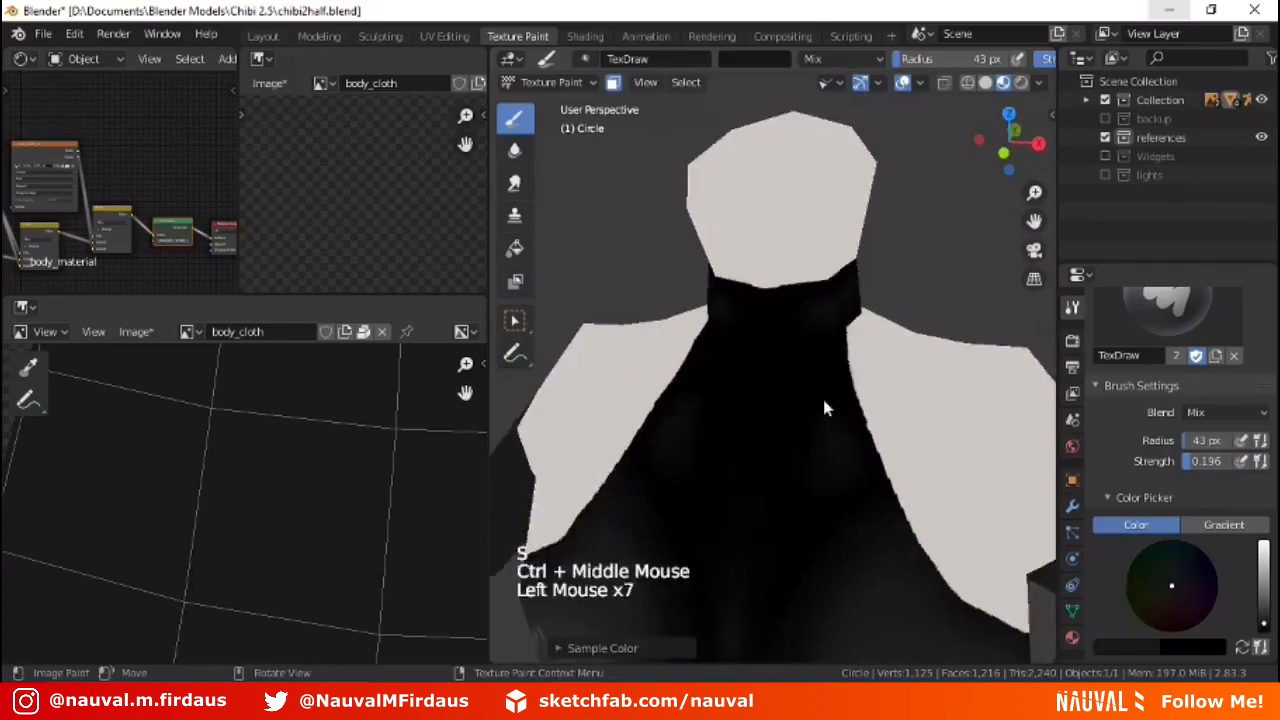 Blender* [D:\Documents\Blender Models\Chibi 2.5\chibi2half.blend]
File Edit Render Window Help
Layout Modeling Sculpting UV Editing Texture Paint Shading Animation Rendering Compositing Scripting +
Scene
View Layer
Object View Select Add
Image* body_cloth
TexDraw Mix Radius 43 px St
Texture Paint View Select
User Perspective
(1) Circle
Scene Collection
Collection
backup
references
Widgets
lights
body_material
View View Image* body_cloth
TexDraw 2
Brush Settings
Blend Mix
Radius 43 px
Strength 0.196
Color Picker
Color Gradient
S
Ctrl + Middle Mouse
Left Mouse x7
Sample Color
Image Paint Move Rotate View Texture Paint Context Menu Circle | Verts:1,125 | Faces:1,216 | Tris:2,240 | Objects:1/1 | Mem: 197.0 MiB | 2.83.3
@nauval.m.firdaus @NauvalMFirdaus sketchfab.com/nauval NAUVAL Follow Me!